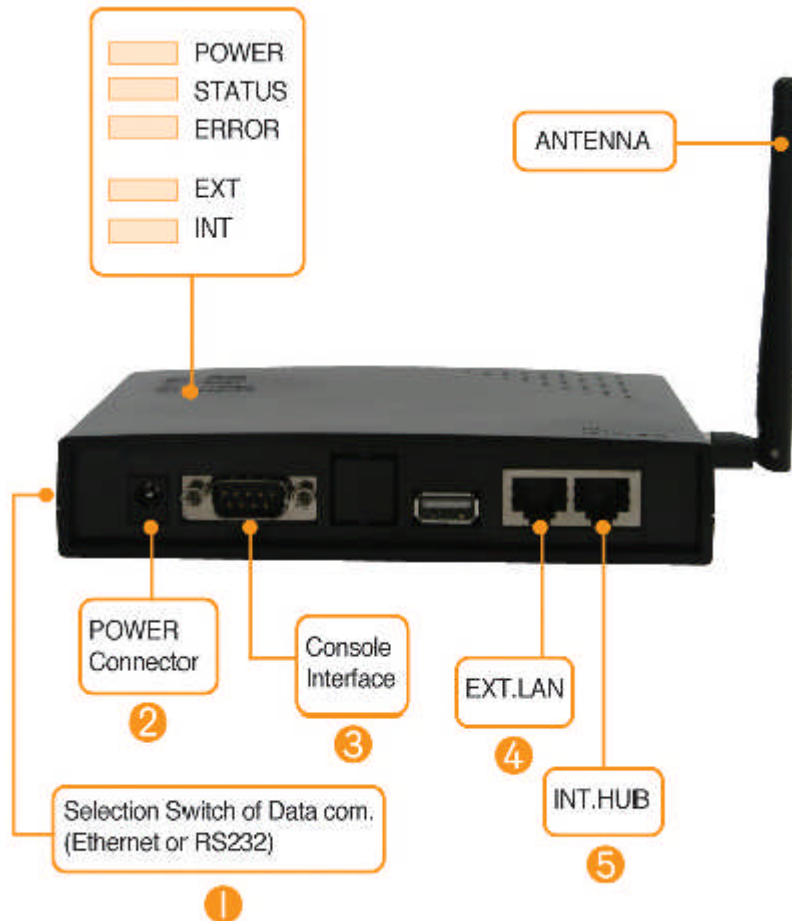 POWER
STATUS
ERROR
EXT
INT
ANTENN.A
POWER
Connector
2
Console
Interface
3
EXT.LAN
4
INT.HUB
5
Selection Switch of Data com.
(Ethernet or RS232)
1